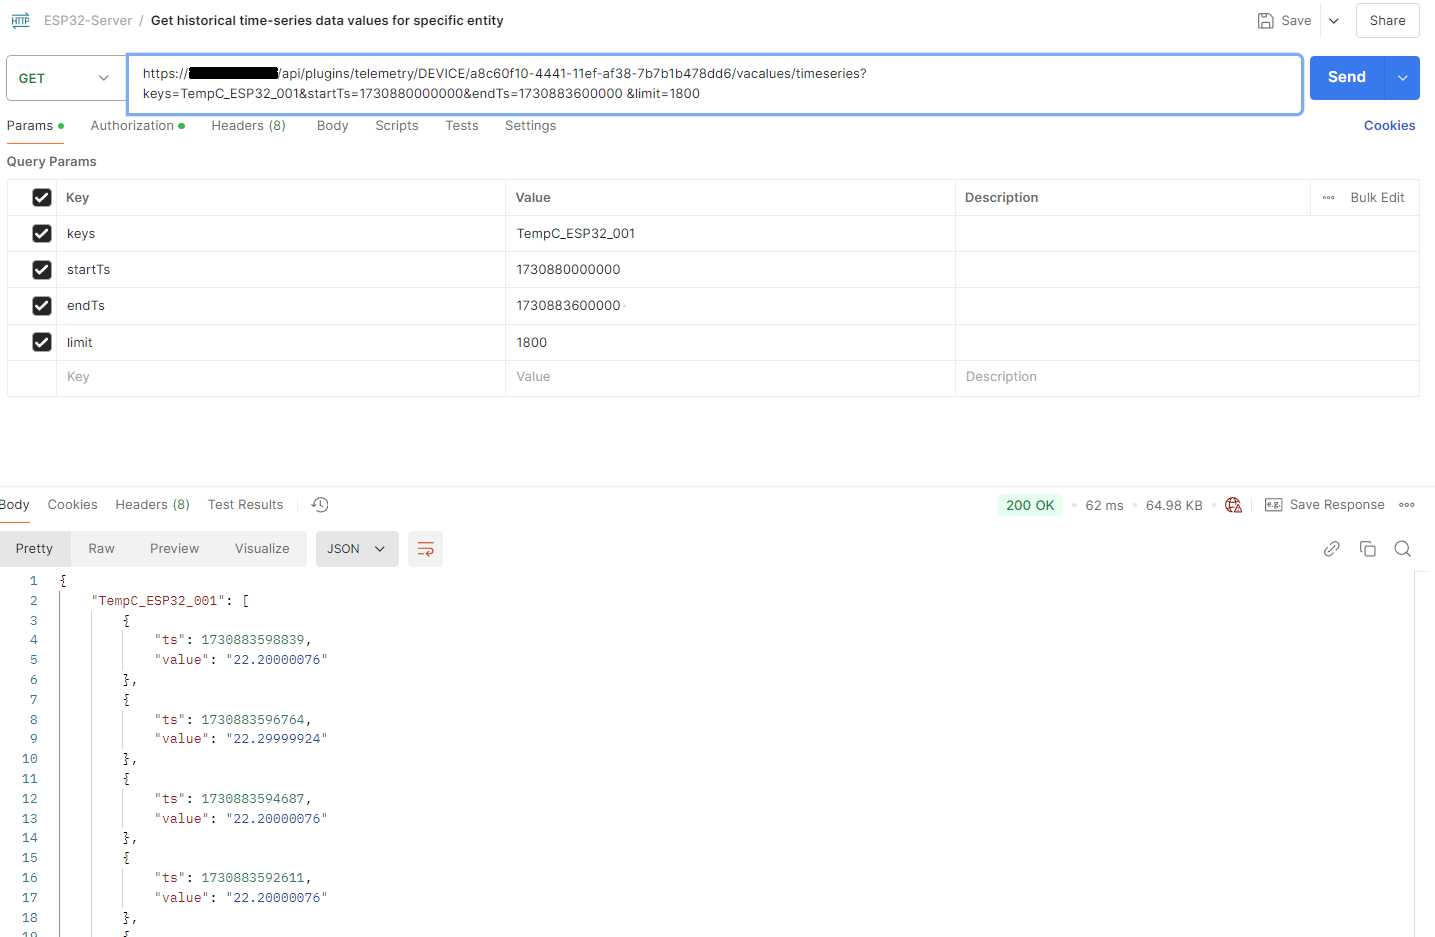 HTTP ESP32-Server / Get historical time-series data values for specific entity Save Share
GET https:// /api/plugins/telemetry/DEVICE/a8c60f10-4441-11ef-af38-7b7b1b478dd6/vacalues/timeseries? Send
keys=TempC_ESP32_001&startTs=1730880000000&endTs=1730883600000 &limit=1800
Params Authorization Headers (8) Body Scripts Tests Settings Cookies
Query Params
Key Value Description Bulk Edit
keys TempC_ESP32_001
startTs 1730880000000
endTs 1730883600000
limit 1800
Key Value Description
Body Cookies Headers (8) Test Results 200 OK 62 ms 64.98 KB e.g. Save Response
Pretty Raw Preview Visualize JSON
1 {
2 "TempC_ESP32_001": [
3 {
4 "ts": 1730883598839,
5 "value": "22.20000076"
6 },
7 {
8 "ts": 1730883596764,
9 "value": "22.29999924"
10 },
11 {
12 "ts": 1730883594687,
13 "value": "22.20000076"
14 },
15 {
16 "ts": 1730883592611,
17 "value": "22.20000076"
18 },
19 {